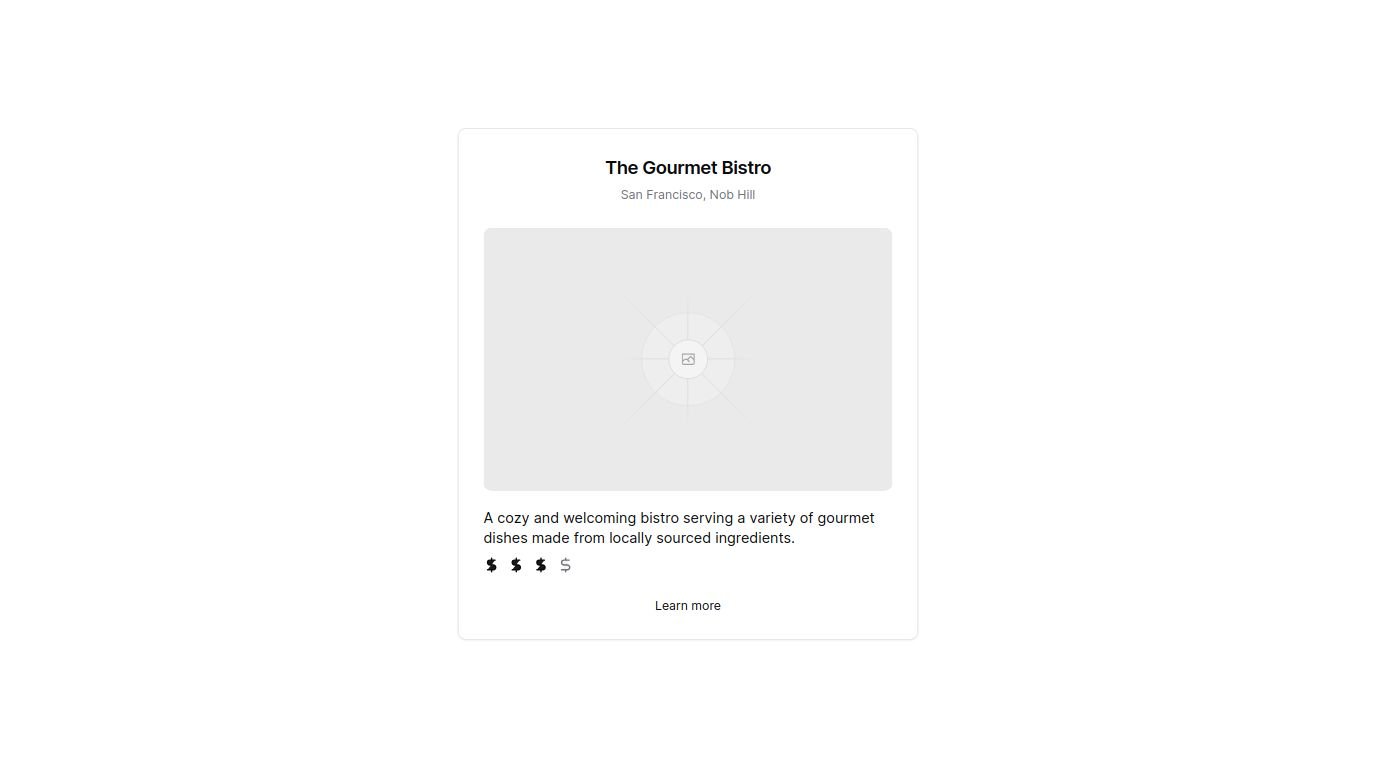 The Gourmet Bistro
San Francisco, Nob Hill
A cozy and welcoming bistro serving a variety of gourmet
dishes made from locally sourced ingredients.
$ $ $ $
Learn more